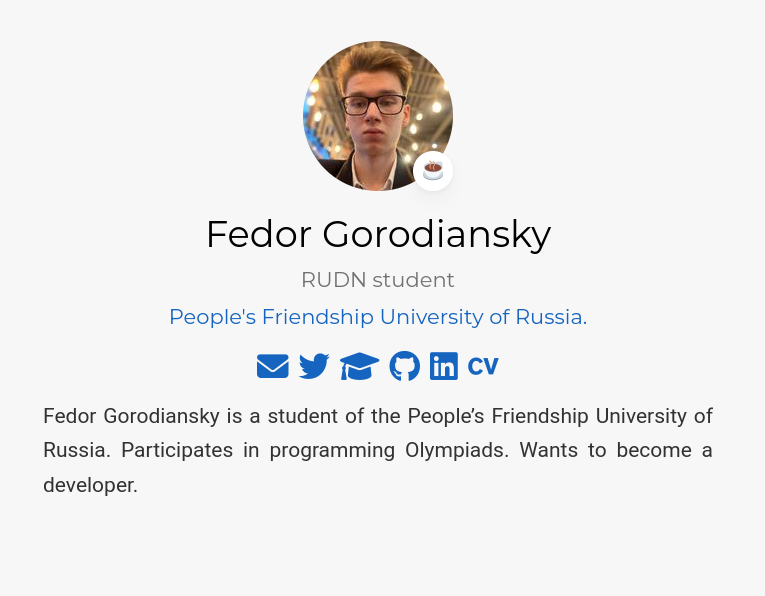 Fedor Gorodiansky
RUDN student
People's Friendship University of Russia.
CV
Fedor Gorodiansky is a student of the People’s Friendship University of
Russia. Participates in programming Olympiads. Wants to become a
developer.